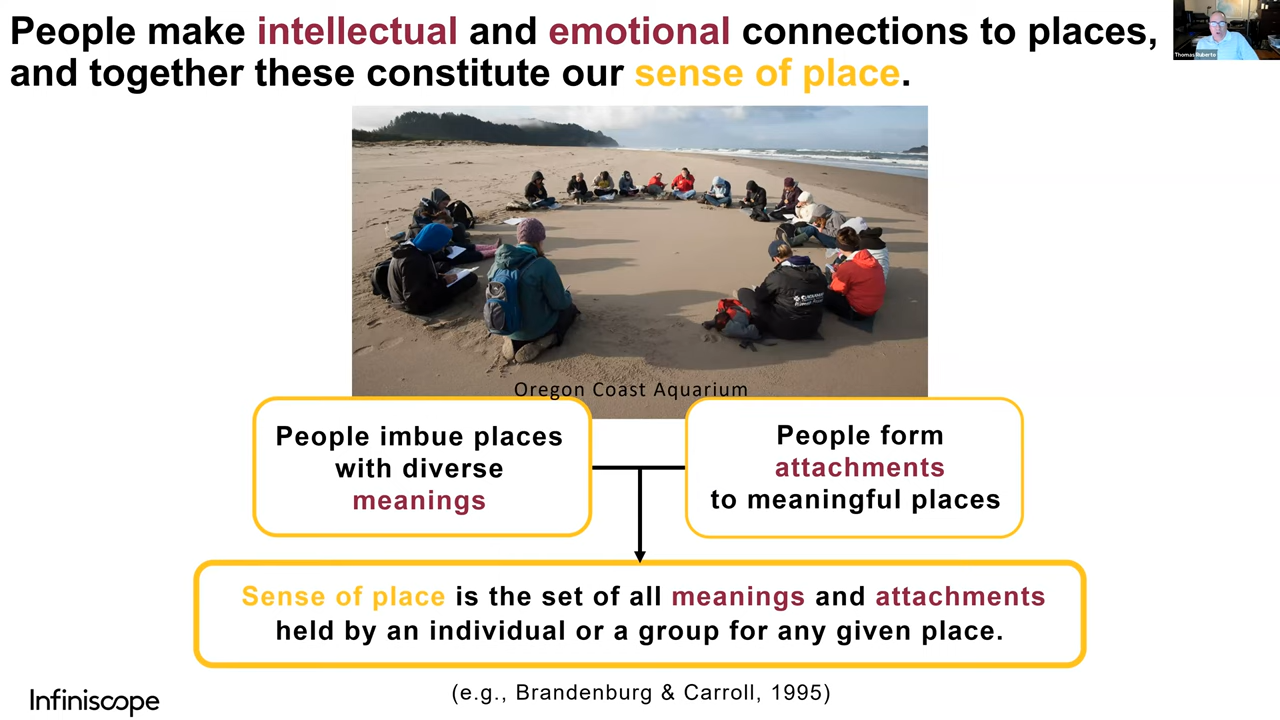 People make intellectual and emotional connections to places,
and together these constitute our sense of place.
Thomas Ruberto
Oregon Coast Aquarium
People imbue places
with diverse
meanings
People form
attachments
to meaningful places
Sense of place is the set of all meanings and attachments
held by an individual or a group for any given place.
(e.g., Brandenburg & Carroll, 1995)
Infiniscope